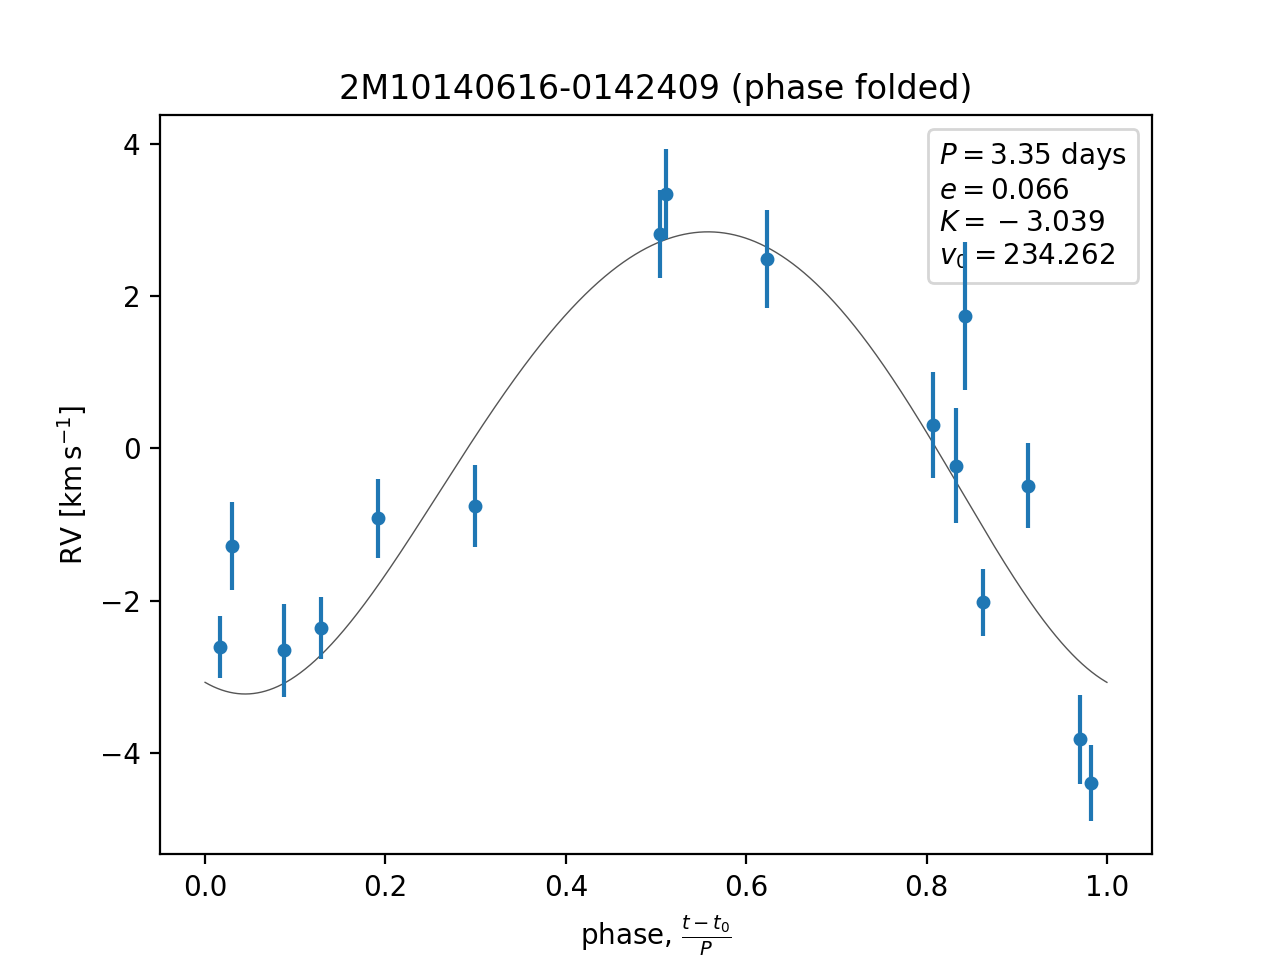 2M10140616-0142409 (phase folded)
P = 3.35 days
e = 0.066
K = −3.039
v₀ = 234.262
4
2
0
−2
−4
RV [km s⁻¹]
0.0 0.2 0.4 0.6 0.8 1.0
phase, (t − t₀)/P